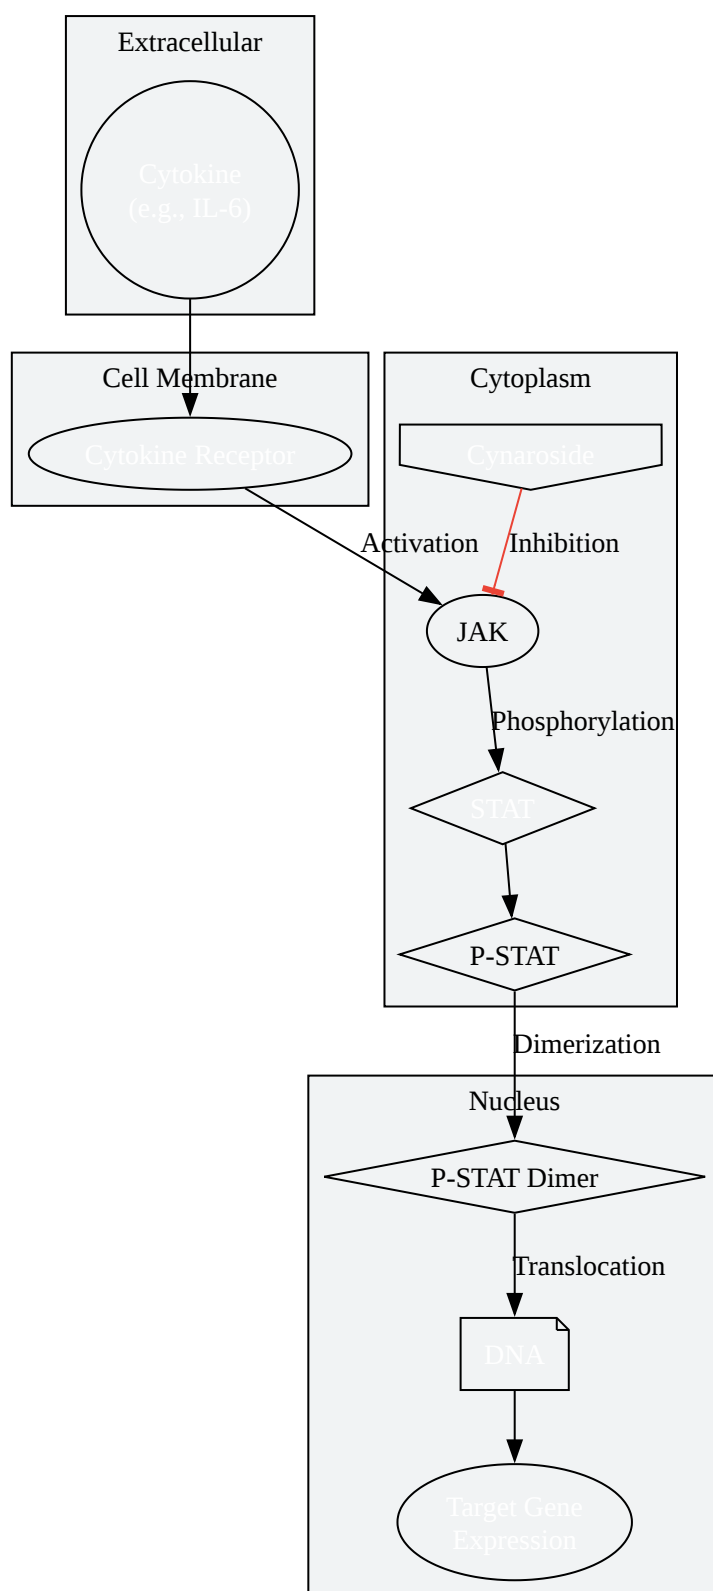 Extracellular
Cytokine
(e.g., IL-6)
Cell Membrane
Cytokine Receptor
Cytoplasm
Cynaroside
Activation
Inhibition
JAK
Phosphorylation
STAT
P-STAT
Dimerization
Nucleus
P-STAT Dimer
Translocation
DNA
Target Gene
Expression